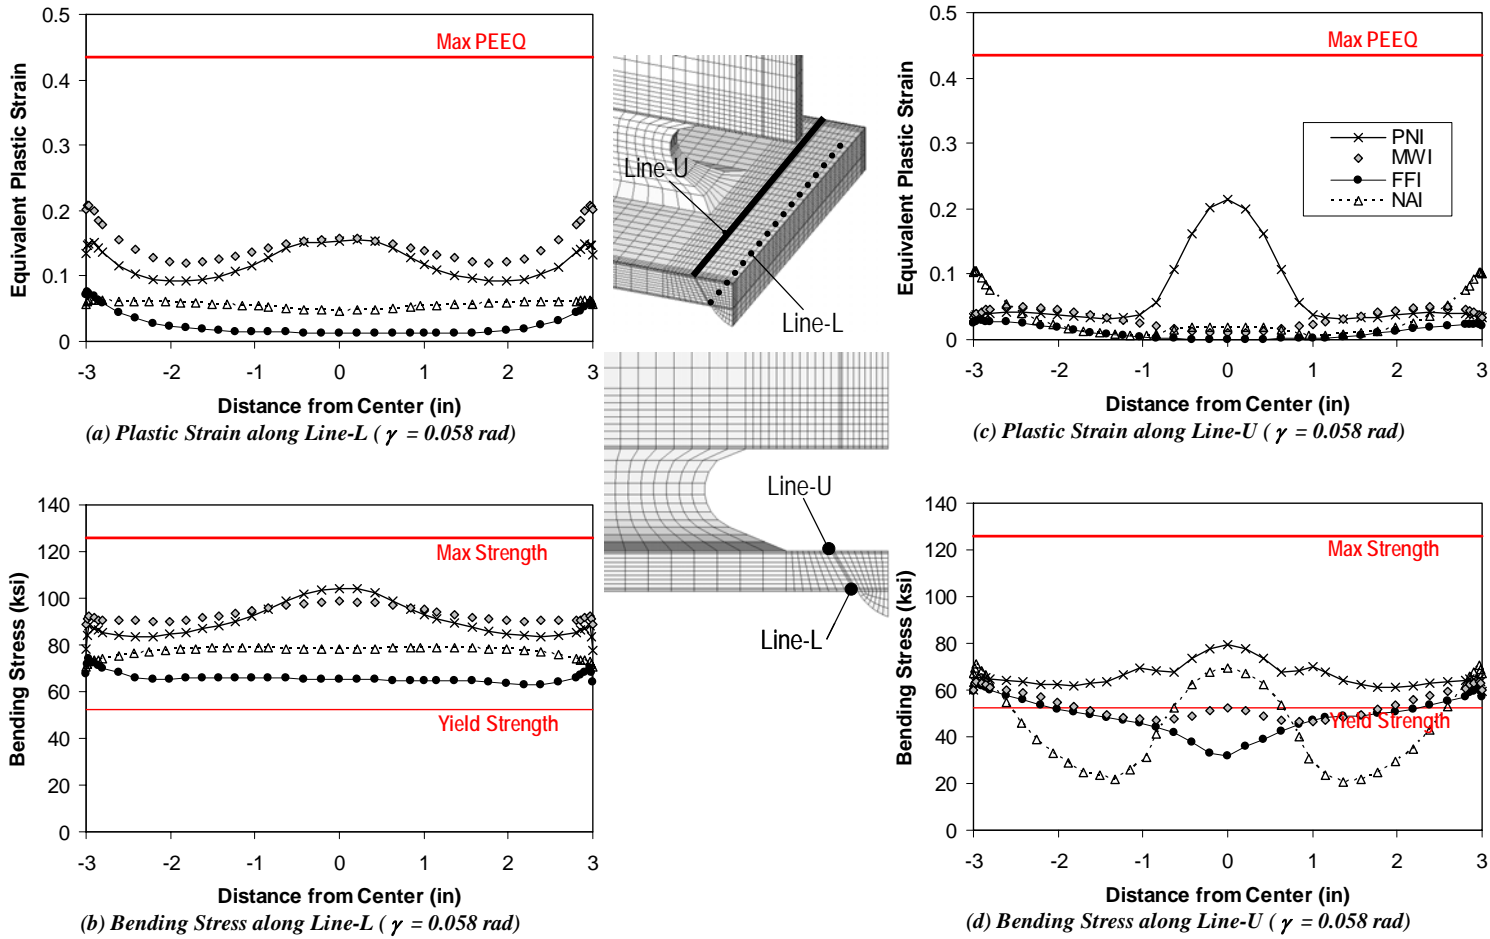 0.5
0.4
0.3
0.2
0.1
0
Equivalent Plastic Strain
Max PEEQ
-3 -2 -1 0 1 2 3
Distance from Center (in)
(a) Plastic Strain along Line-L ( γ = 0.058 rad)
Line-U
Line-L
0.5
0.4
0.3
0.2
0.1
0
Equivalent Plastic Strain
Max PEEQ
PNI
MWI
FFI
NAI
-3 -2 -1 0 1 2 3
Distance from Center (in)
(c) Plastic Strain along Line-U ( γ = 0.058 rad)
Line-U
Line-L
140
120
100
80
60
40
20
0
Bending Stress (ksi)
Max Strength
Yield Strength
-3 -2 -1 0 1 2 3
Distance from Center (in)
(b) Bending Stress along Line-L ( γ = 0.058 rad)
140
120
100
80
60
40
20
0
Bending Stress (ksi)
Max Strength
Yield Strength
-3 -2 -1 0 1 2 3
Distance from Center (in)
(d) Bending Stress along Line-U ( γ = 0.058 rad)